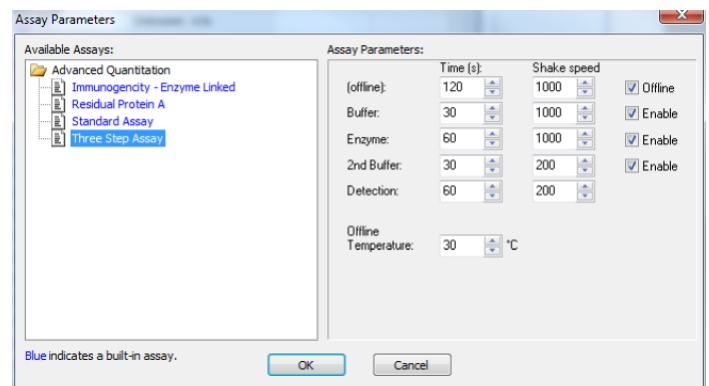 Assay Parameters
Available Assays:
Advanced Quantitation
Immunogencity - Enzyme Linked
Residual Protein A
Standard Assay
Three Step Assay
Blue indicates a built-in assay.
Assay Parameters:
Time (s): Shake speed
(offline): 120 1000 Offline
Buffer: 30 1000 Enable
Enzyme: 60 1000 Enable
2nd Buffer: 30 200 Enable
Detection: 60 200
Offline
Temperature: 30 °C
OK Cancel